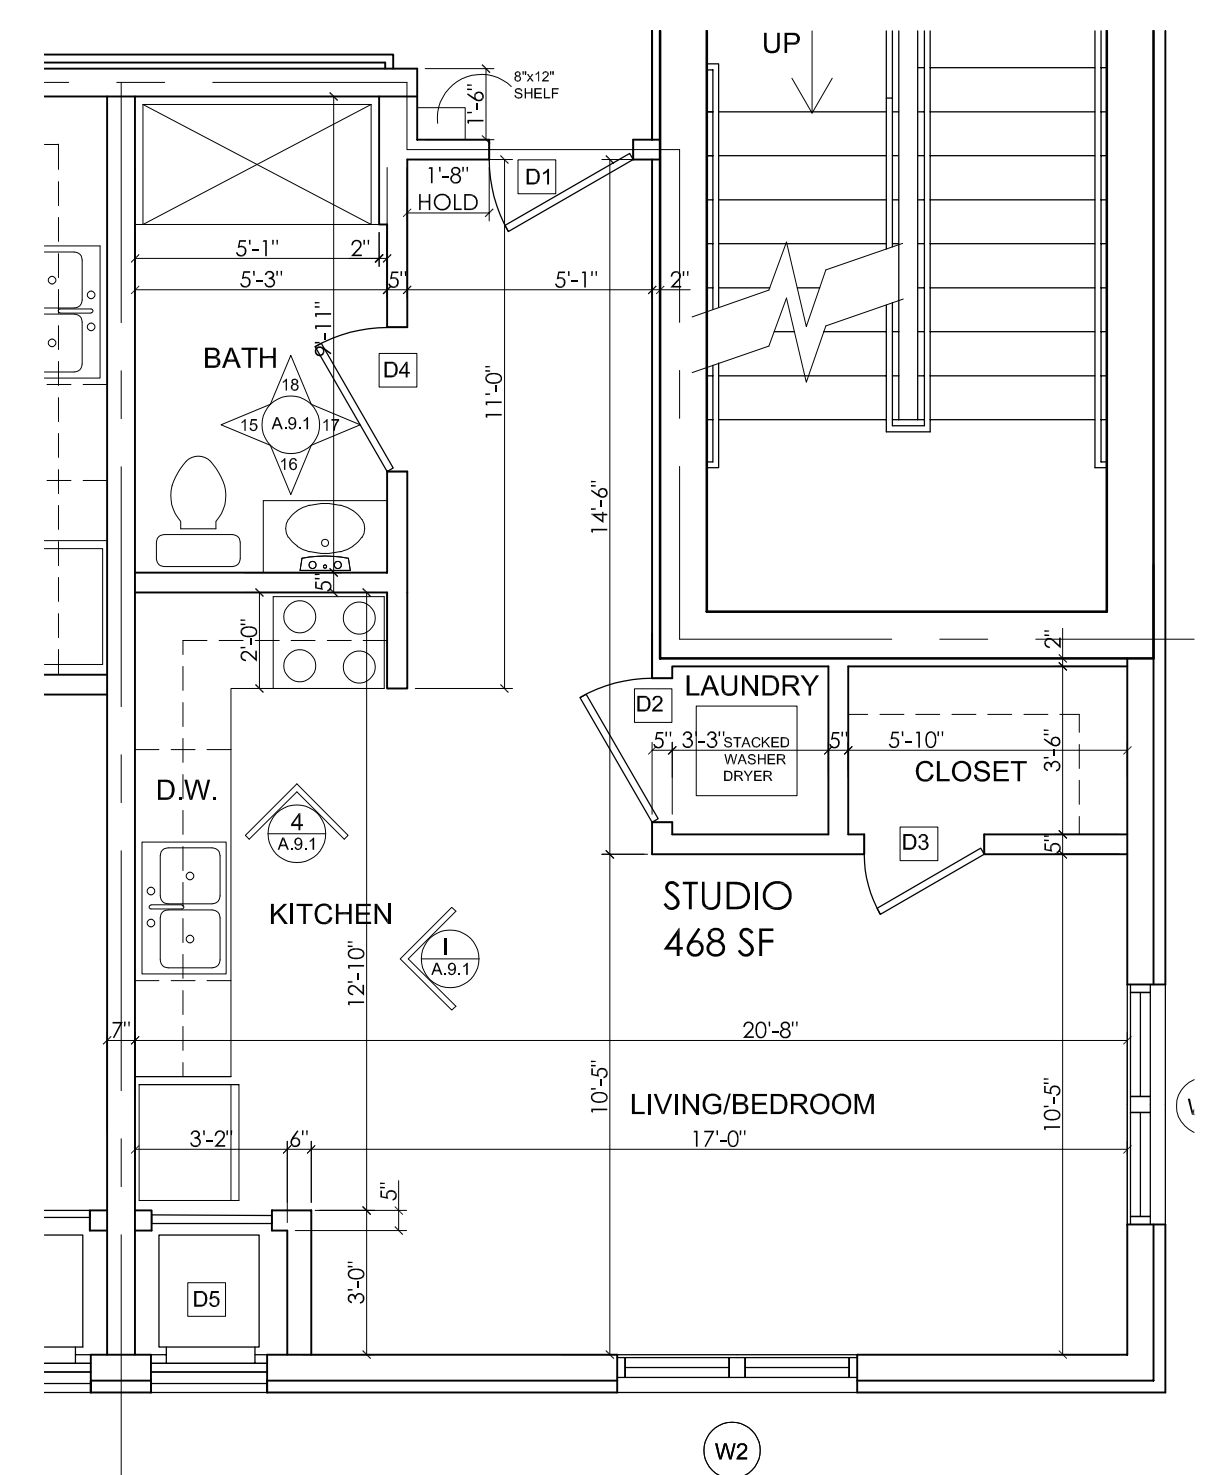 UP
8"x12"
SHELF
1'-6"
D1
1'-8"
HOLD
5'-1"
2"
5'-3"
5"
5'-1"
2"
-11"
BATH
D4
18
15
A.9.1
17
16
11'-0"
14'-6"
5"
2'-0"
2"
LAUNDRY
D2
5"
3'-3"
STACKED
WASHER
DRYER
5"
5'-10"
3'-6"
CLOSET
D.W.
4
A.9.1
D3
5"
STUDIO
468 SF
KITCHEN
1
A.9.1
12'-10"
7"
20'-8"
10'-5"
LIVING/BEDROOM
10'-5"
3'-2"
6"
17'-0"
5"
3'-0"
D5
W2